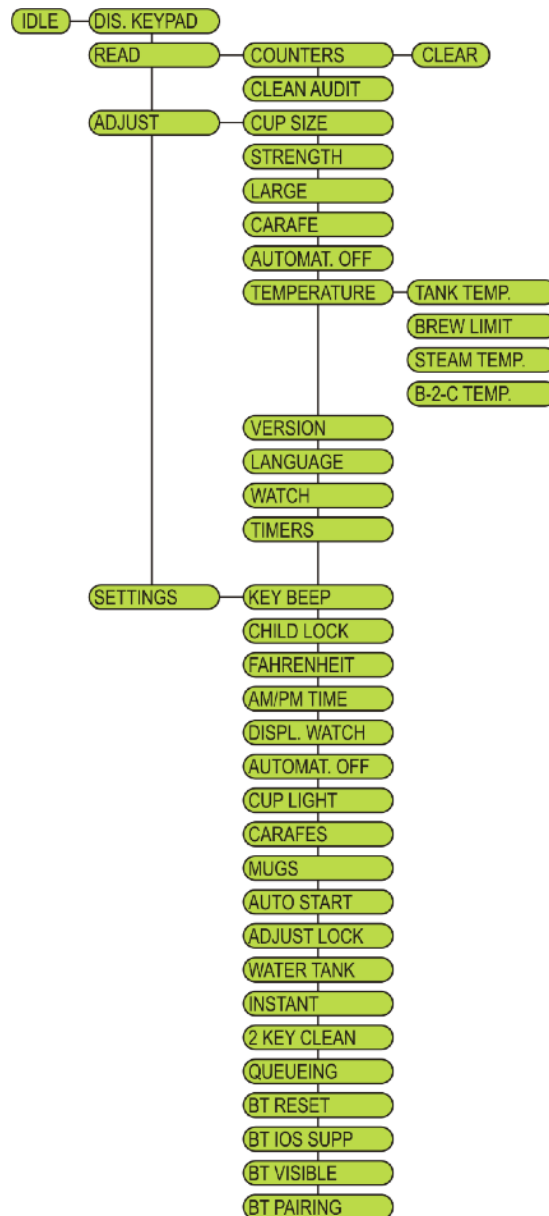 IDLE
DIS. KEYPAD
READ
COUNTERS
CLEAR
CLEAN AUDIT
ADJUST
CUP SIZE
STRENGTH
LARGE
CARAFE
AUTOMAT. OFF
TEMPERATURE
TANK TEMP.
BREW LIMIT
STEAM TEMP.
B-2-C TEMP.
VERSION
LANGUAGE
WATCH
TIMERS
SETTINGS
KEY BEEP
CHILD LOCK
FAHRENHEIT
AM/PM TIME
DISPL. WATCH
AUTOMAT. OFF
CUP LIGHT
CARAFES
MUGS
AUTO START
ADJUST LOCK
WATER TANK
INSTANT
2 KEY CLEAN
QUEUEING
BT RESET
BT IOS SUPP
BT VISIBLE
BT PAIRING